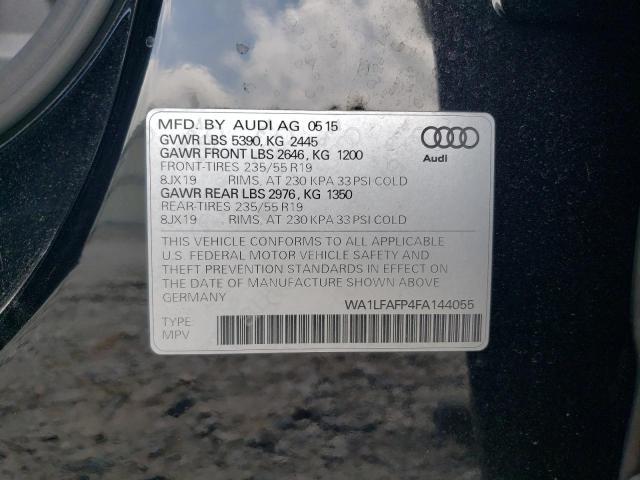 MFD. BY AUDI AG 05 15
GVWR LBS 5390, KG 2445
GAWR FRONT LBS 2646, KG 1200
FRONT-TIRES 235/55 R19
8JX19 RIMS, AT 230 KPA 33 PSI COLD
GAWR REAR LBS 2976, KG 1350
REAR-TIRES 235/55 R19
8JX19 RIMS, AT 230 KPA 33 PSI COLD
Audi
THIS VEHICLE CONFORMS TO ALL APPLICABLE
U.S. FEDERAL MOTOR VEHICLE SAFETY AND
THEFT PREVENTION STANDARDS IN EFFECT ON
THE DATE OF MANUFACTURE SHOWN ABOVE
GERMANY
WA1LFAFP4FA144055
TYPE:
MPV